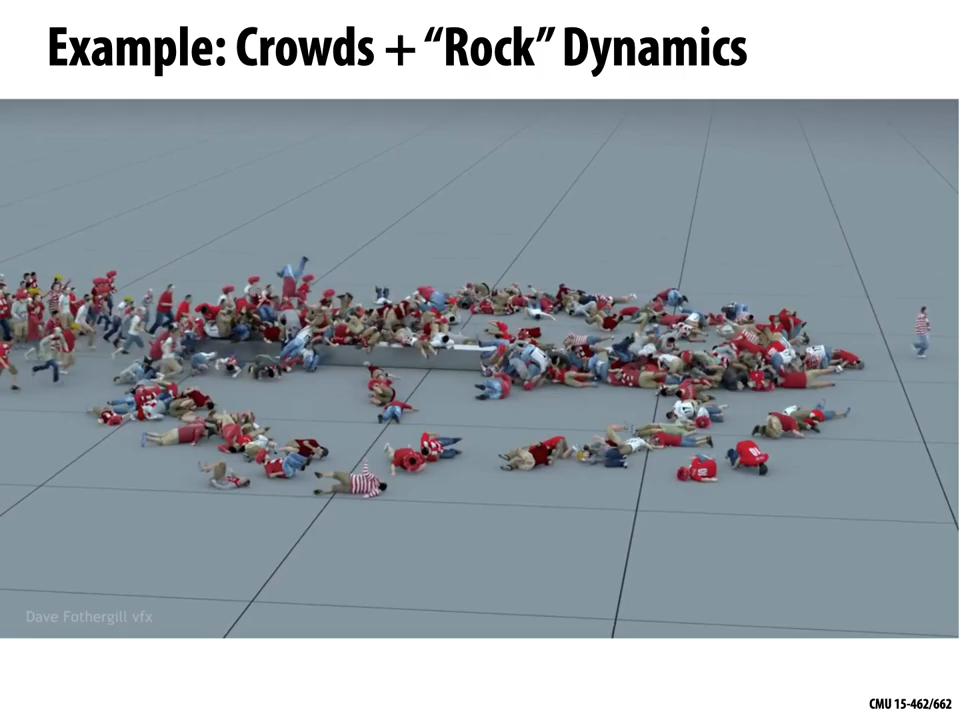 Example: Crowds + “Rock” Dynamics
Dave Fothergill vfx
CMU 15-462/662